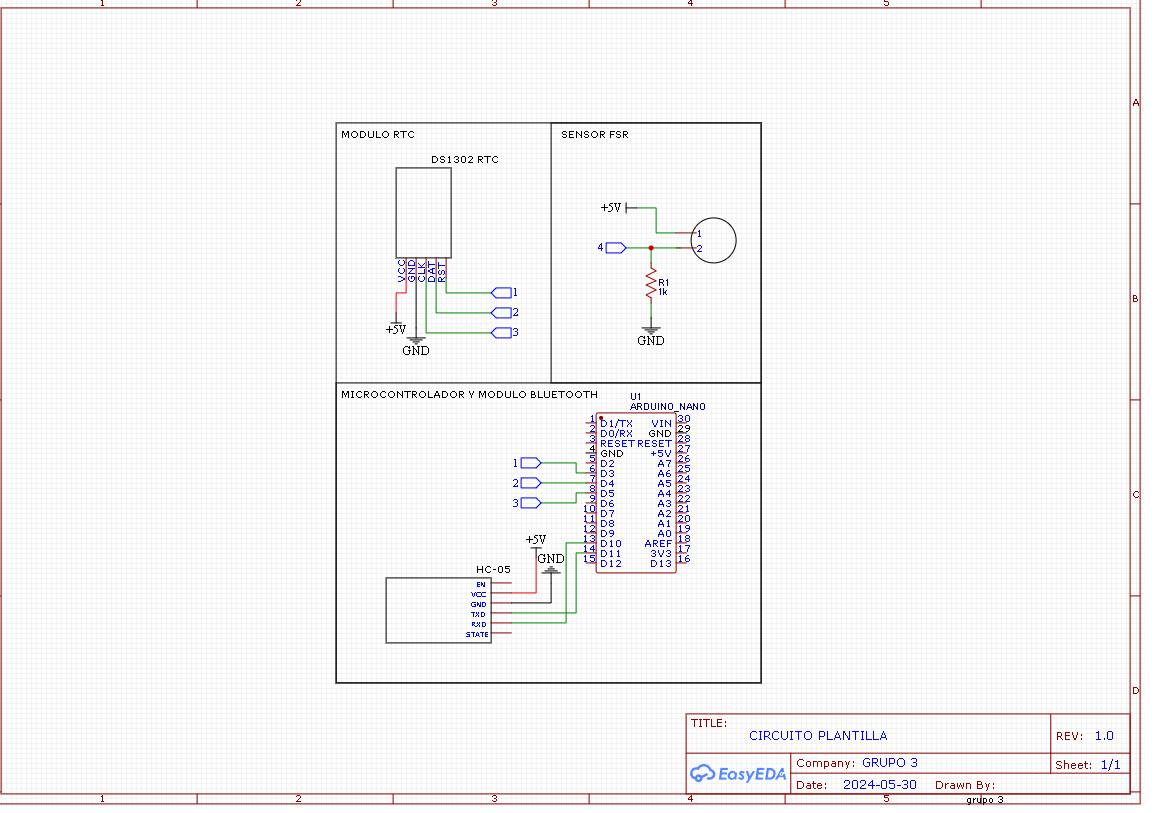 1 2 3 4 5
A
B
C
D
MODULO RTC
DS1302 RTC
VCC
GND
CLK
DAT
RST
1
2
3
+5V
GND
SENSOR FSR
+5V
4
1
2
R1
1k
GND
MICROCONTROLADOR Y MODULO BLUETOOTH
U1
ARDUINO_NANO
1 D1/TX VIN 30
2 D0/RX GND 29
3 RESET RESET 28
4 GND +5V 27
5 D2 A7 26
6 D3 A6 25
7 D4 A5 24
8 D5 A4 23
9 D6 A3 22
10 D7 A2 21
11 D8 A1 20
12 D9 A0 19
13 D10 AREF 18
14 D11 3V3 17
15 D12 D13 16
1
2
3
+5V
GND
HC-05
EN
VCC
GND
TXD
RXD
STATE
TITLE:
CIRCUITO PLANTILLA
REV: 1.0
EasyEDA
Company: GRUPO 3
Sheet: 1/1
Date: 2024-05-30 Drawn By:
grupo 3
1 2 3 4 5